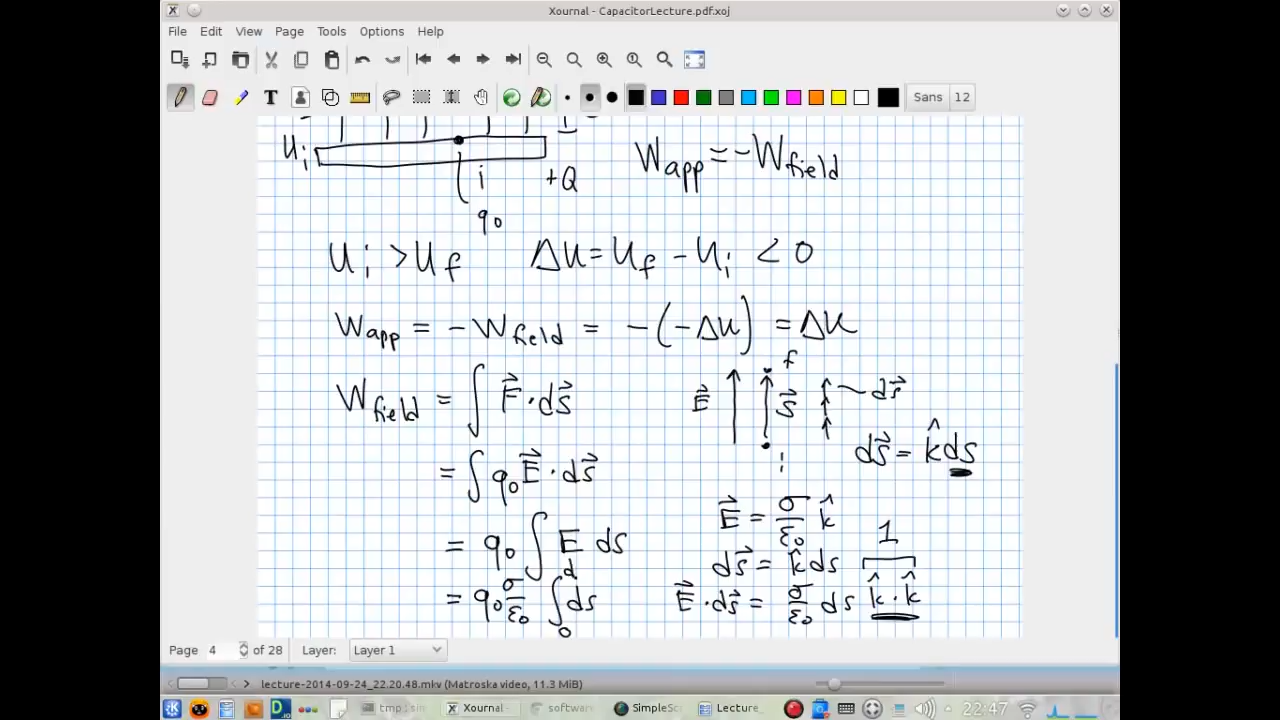 Xournal - CapacitorLecture.pdf.xoj
File Edit View Page Tools Options Help
Sans 12
Ui
i
+Q
q0
Wapp = -Wfield
Ui > Uf ΔU = Uf - Ui < 0
Wapp = -Wfield = -(-ΔU) = ΔU
Wfield = ∫ F⃗ · ds⃗
= ∫ q0 E⃗ · ds⃗
= q0 ∫ E ds
= q0 σ/ε0 ∫₀ᵈ ds
f
E⃗ s⃗ ds⃗
i
ds⃗ = k̂ ds
E⃗ = σ/ε0 k̂
1
ds⃗ = k̂ ds
E⃗ · ds⃗ = σ/ε0 ds k̂ · k̂
Page 4 of 28 Layer: Layer 1
lecture-2014-09-24_22.20.48.mkv (Matroska video, 11.3 MiB)
tmp : Xournal - software SimpleSc Lecture 22:47